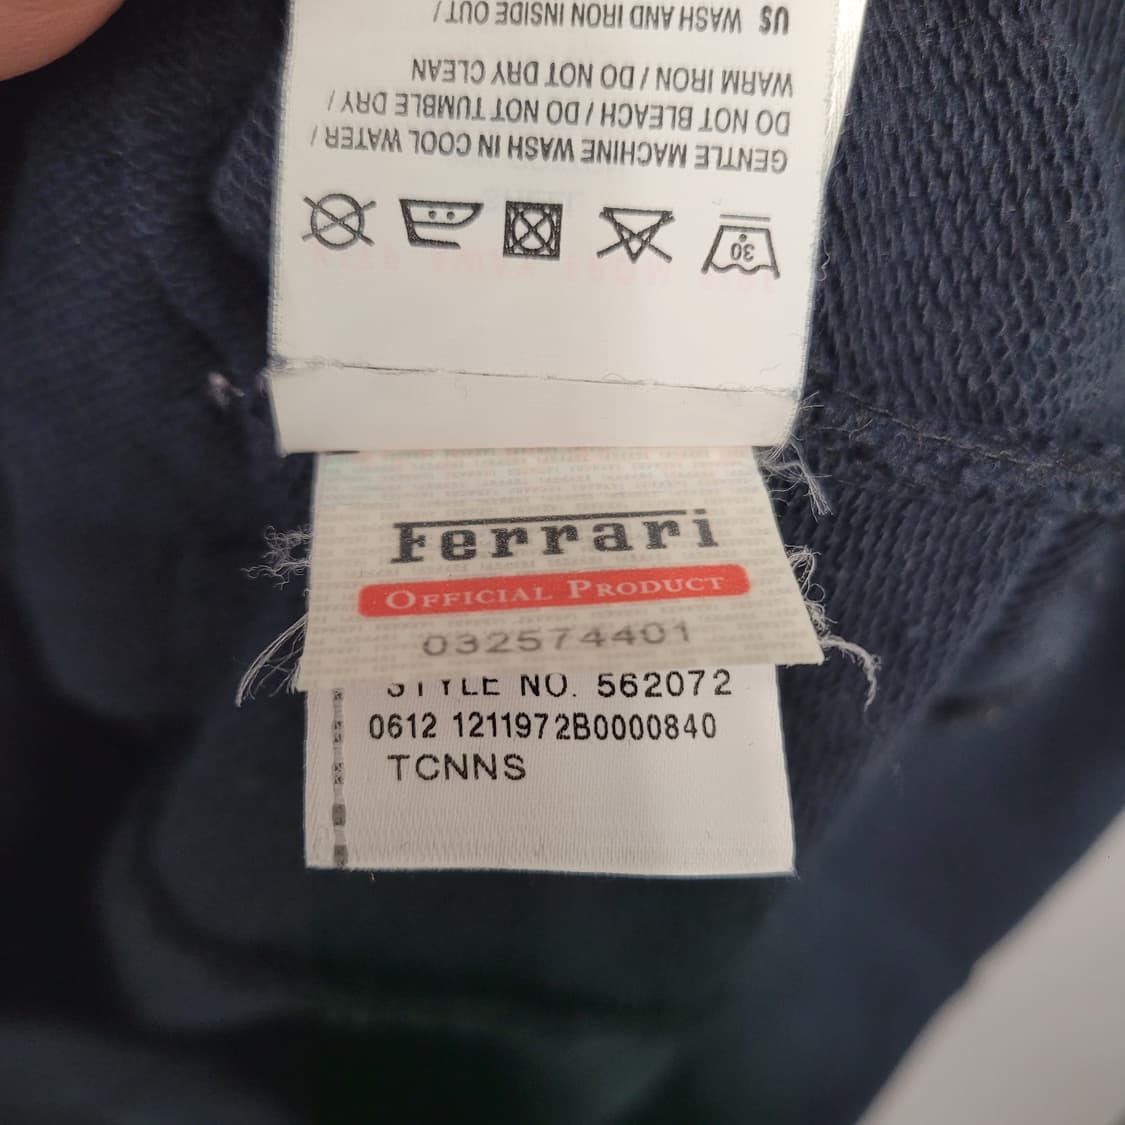 US WASH AND IRON INSIDE OUT /
WARM IRON / DO NOT DRY CLEAN
DO NOT BLEACH / DO NOT TUMBLE DRY /
GENTLE MACHINE WASH IN COOL WATER /
30
Ferrari
OFFICIAL PRODUCT
032574401
STYLE NO. 562072
0612 1211972B0000840
TCNNS